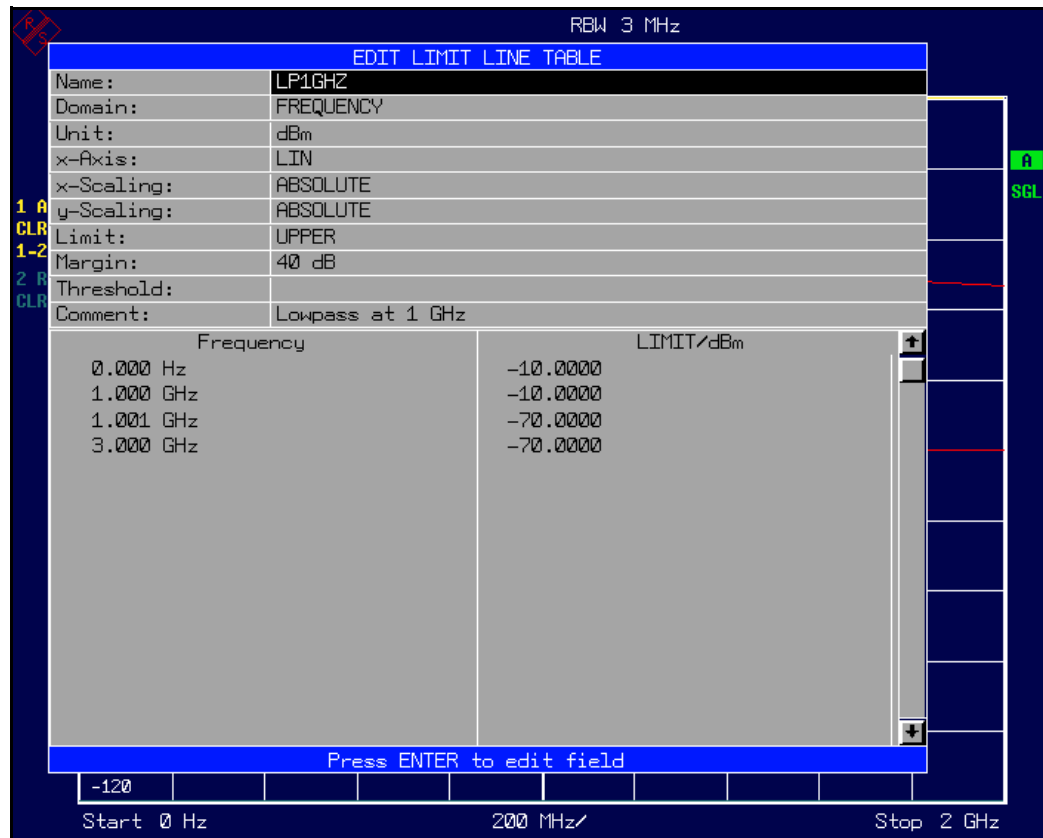 R/S
RBW 3 MHz
EDIT LIMIT LINE TABLE
Name: LP1GHZ
Domain: FREQUENCY
Unit: dBm
x-Axis: LIN
x-Scaling: ABSOLUTE
y-Scaling: ABSOLUTE
Limit: UPPER
Margin: 40 dB
Threshold:
Comment: Lowpass at 1 GHz
A
SGL
1 A
CLR
1-2
2 R
CLR
Frequency LIMIT/dBm
0.000 Hz -10.0000
1.000 GHz -10.0000
1.001 GHz -70.0000
3.000 GHz -70.0000
Press ENTER to edit field
-120
Start 0 Hz 200 MHz/ Stop 2 GHz